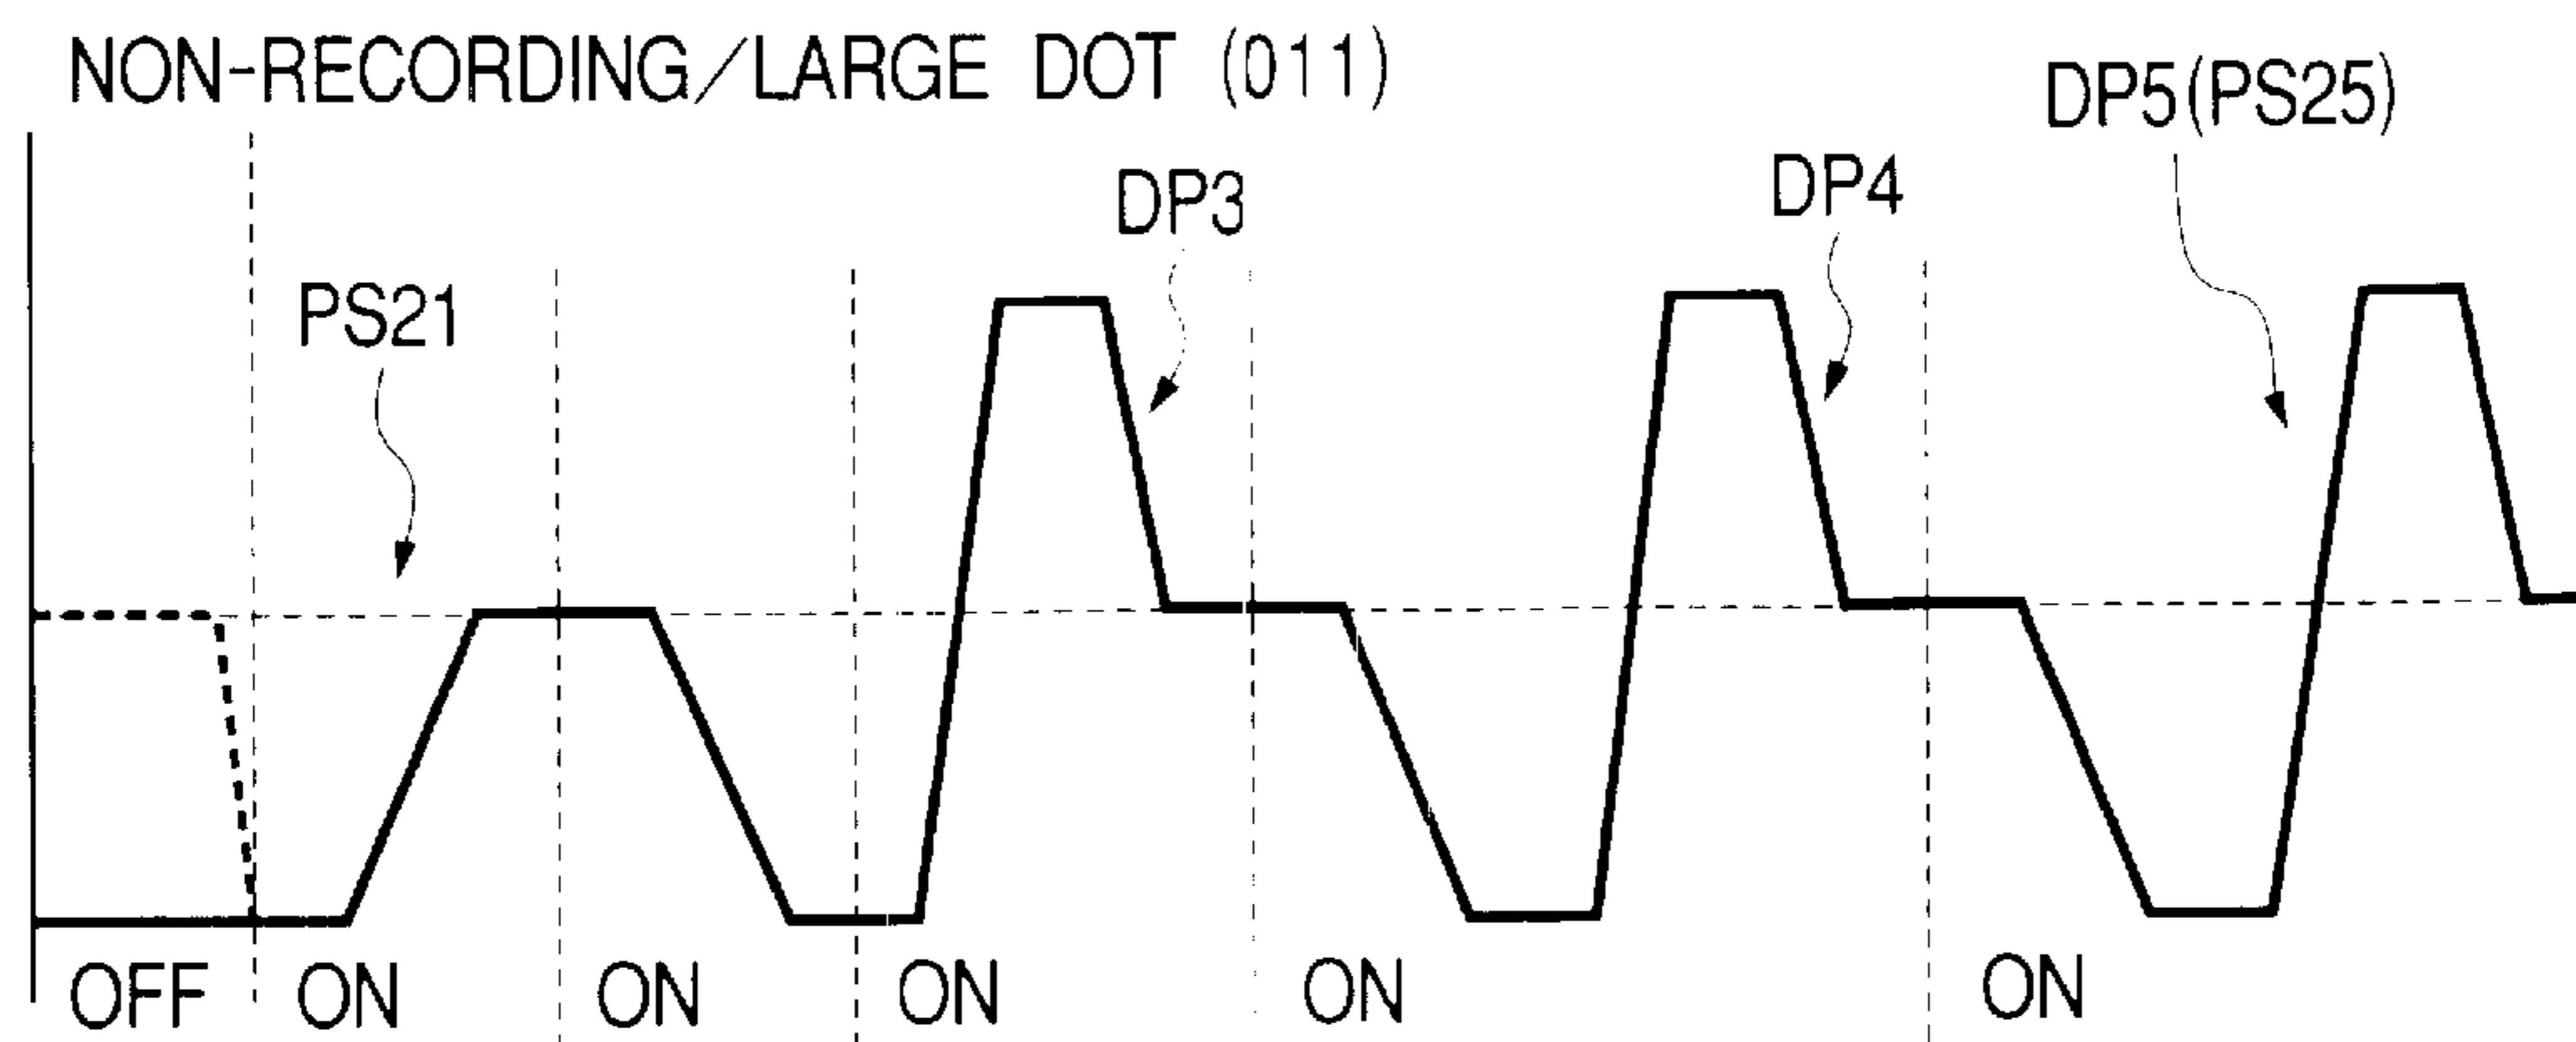 NON-RECORDING/LARGE DOT (011)
DP5(PS25)
DP3
DP4
PS21
OFF ON ON ON ON ON